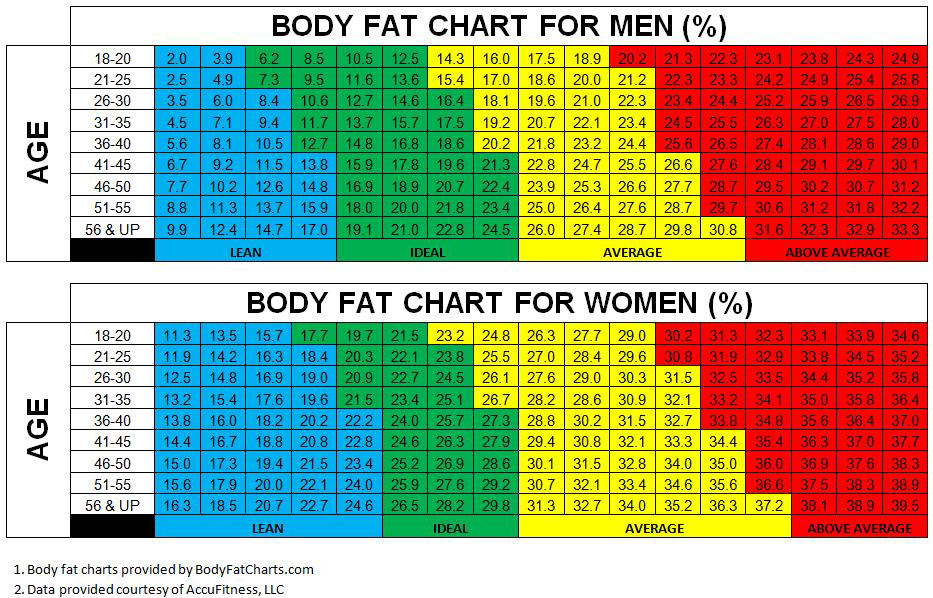 BODY FAT CHART FOR MEN (%)
AGE
18-20 2.0 3.9 6.2 8.5 10.5 12.5 14.3 16.0 17.5 18.9 20.2 21.3 22.3 23.1 23.8 24.3 24.9
21-25 2.5 4.9 7.3 9.5 11.6 13.6 15.4 17.0 18.6 20.0 21.2 22.3 23.3 24.2 24.9 25.4 25.8
26-30 3.5 6.0 8.4 10.6 12.7 14.6 16.4 18.1 19.6 21.0 22.3 23.4 24.4 25.2 25.9 26.5 26.9
31-35 4.5 7.1 9.4 11.7 13.7 15.7 17.5 19.2 20.7 22.1 23.4 24.5 25.5 26.3 27.0 27.5 28.0
36-40 5.6 8.1 10.5 12.7 14.8 16.8 18.6 20.2 21.8 23.2 24.4 25.6 26.5 27.4 28.1 28.6 29.0
41-45 6.7 9.2 11.5 13.8 15.9 17.8 19.6 21.3 22.8 24.7 25.5 26.6 27.6 28.4 29.1 29.7 30.1
46-50 7.7 10.2 12.6 14.8 16.9 18.9 20.7 22.4 23.9 25.3 26.6 27.7 28.7 29.5 30.2 30.7 31.2
51-55 8.8 11.3 13.7 15.9 18.0 20.0 21.8 23.4 25.0 26.4 27.6 28.7 29.7 30.6 31.2 31.8 32.2
56 & UP 9.9 12.4 14.7 17.0 19.1 21.0 22.8 24.5 26.0 27.4 28.7 29.8 30.8 31.6 32.3 32.9 33.3
LEAN IDEAL AVERAGE ABOVE AVERAGE
BODY FAT CHART FOR WOMEN (%)
AGE
18-20 11.3 13.5 15.7 17.7 19.7 21.5 23.2 24.8 26.3 27.7 29.0 30.2 31.3 32.3 33.1 33.9 34.6
21-25 11.9 14.2 16.3 18.4 20.3 22.1 23.8 25.5 27.0 28.4 29.6 30.8 31.9 32.9 33.8 34.5 35.2
26-30 12.5 14.8 16.9 19.0 20.9 22.7 24.5 26.1 27.6 29.0 30.3 31.5 32.5 33.5 34.4 35.2 35.8
31-35 13.2 15.4 17.6 19.6 21.5 23.4 25.1 26.7 28.2 28.6 30.9 32.1 33.2 34.1 35.0 35.8 36.4
36-40 13.8 16.0 18.2 20.2 22.2 24.0 25.7 27.3 28.8 30.2 31.5 32.7 33.8 34.8 35.6 36.4 37.0
41-45 14.4 16.7 18.8 20.8 22.8 24.6 26.3 27.9 29.4 30.8 32.1 33.3 34.4 35.4 36.3 37.0 37.7
46-50 15.0 17.3 19.4 21.5 23.4 25.2 26.9 28.6 30.1 31.5 32.8 34.0 35.0 36.0 36.9 37.6 38.3
51-55 15.6 17.9 20.0 22.1 24.0 25.9 27.6 29.2 30.7 32.1 33.4 34.6 35.6 36.6 37.5 38.3 38.9
56 & UP 16.3 18.5 20.7 22.7 24.6 26.5 28.2 29.8 31.3 32.7 34.0 35.2 36.3 37.2 38.1 38.9 39.5
LEAN IDEAL AVERAGE ABOVE AVERAGE
1. Body fat charts provided by BodyFatCharts.com
2. Data provided courtesy of AccuFitness, LLC